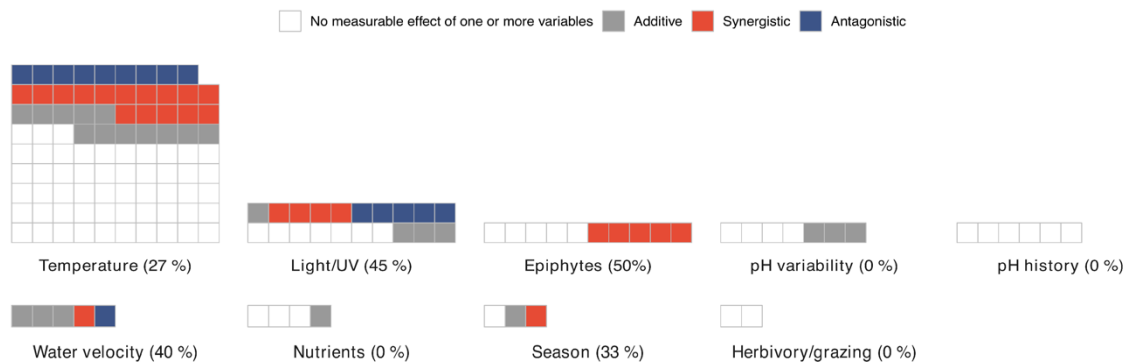 No measurable effect of one or more variables Additive Synergistic Antagonistic
Temperature (27 %) Light/UV (45 %) Epiphytes (50%) pH variability (0 %) pH history (0 %)
Water velocity (40 %) Nutrients (0 %) Season (33 %) Herbivory/grazing (0 %)